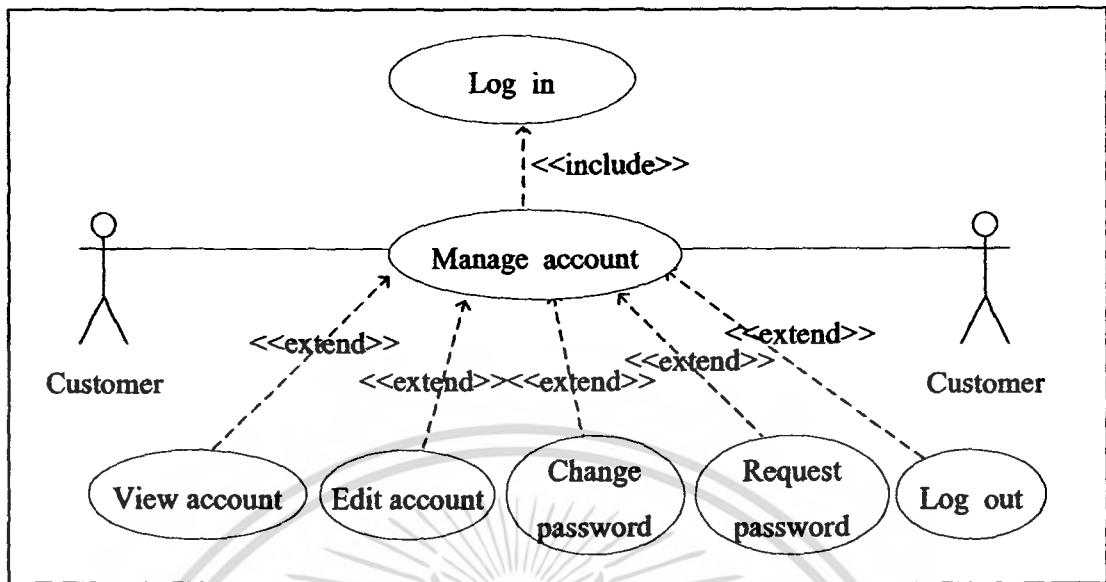 Log in
<<include>>
Manage account
<<extend>>
<<extend>>
<<extend>>
<<extend>>
<<extend>>
Customer
Customer
View account
Edit account
Change
password
Request
password
Log out